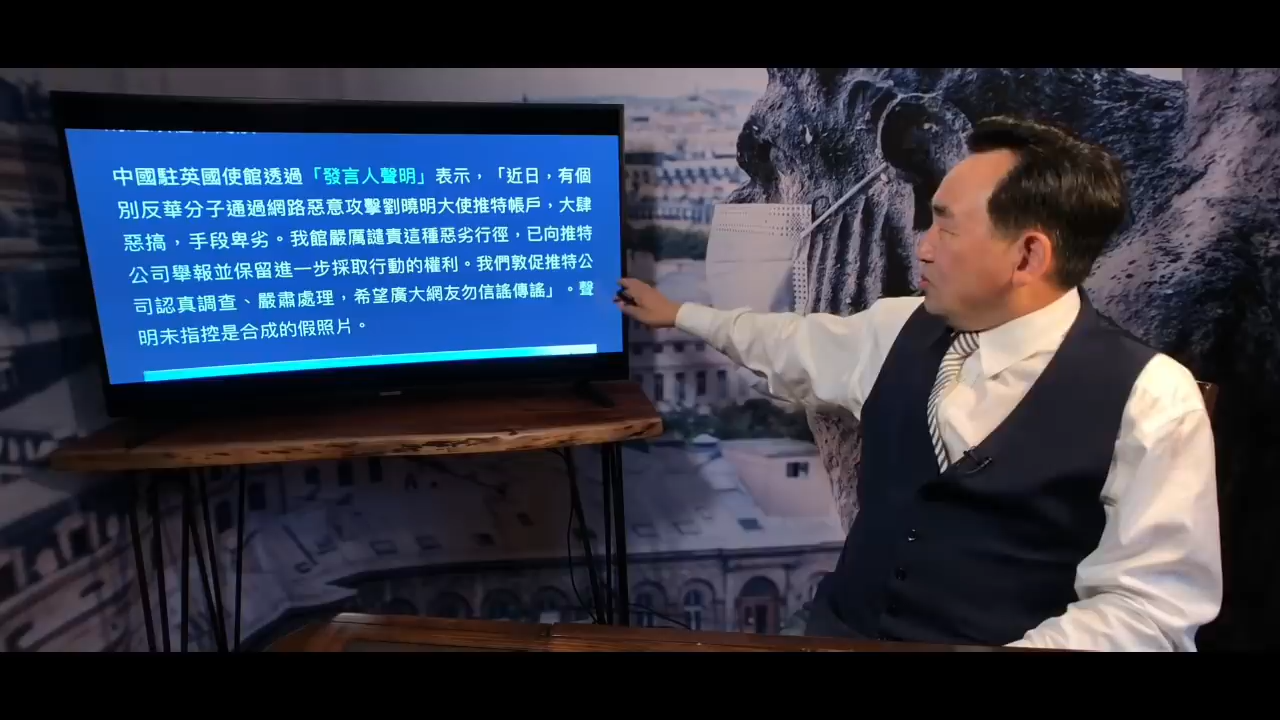 中國駐英國使館透過「發言人聲明」表示，「近日，有個
別反華分子通過網路惡意攻擊劉曉明大使推特帳戶，大肆
惡搞，手段卑劣。我館嚴厲譴責這種惡劣行徑，已向推特
公司舉報並保留進一步採取行動的權利。我們敦促推特公
司認真調查、嚴肅處理，希望廣大網友勿信謠傳謠」。聲
明未指控是合成的假照片。